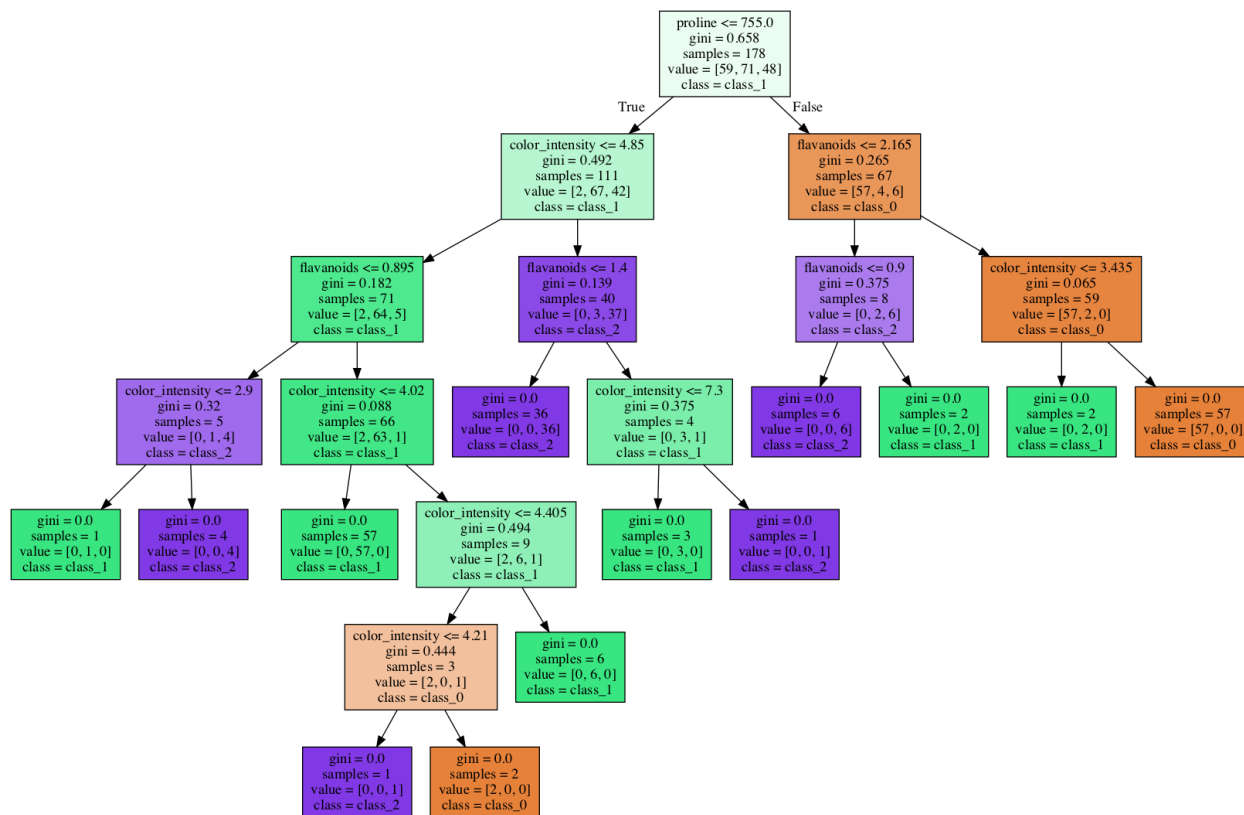 proline <= 755.0
gini = 0.658
samples = 178
value = [59, 71, 48]
class = class_1
True
False
color_intensity <= 4.85
gini = 0.492
samples = 111
value = [2, 67, 42]
class = class_1
flavanoids <= 2.165
gini = 0.265
samples = 67
value = [57, 4, 6]
class = class_0
flavanoids <= 0.895
gini = 0.182
samples = 71
value = [2, 64, 5]
class = class_1
flavanoids <= 1.4
gini = 0.139
samples = 40
value = [0, 3, 37]
class = class_2
flavanoids <= 0.9
gini = 0.375
samples = 8
value = [0, 2, 6]
class = class_2
color_intensity <= 3.435
gini = 0.065
samples = 59
value = [57, 2, 0]
class = class_0
color_intensity <= 2.9
gini = 0.32
samples = 5
value = [0, 1, 4]
class = class_2
color_intensity <= 4.02
gini = 0.088
samples = 66
value = [2, 63, 1]
class = class_1
gini = 0.0
samples = 36
value = [0, 0, 36]
class = class_2
color_intensity <= 7.3
gini = 0.375
samples = 4
value = [0, 3, 1]
class = class_1
gini = 0.0
samples = 6
value = [0, 0, 6]
class = class_2
gini = 0.0
samples = 2
value = [0, 2, 0]
class = class_1
gini = 0.0
samples = 2
value = [0, 2, 0]
class = class_1
gini = 0.0
samples = 57
value = [57, 0, 0]
class = class_0
gini = 0.0
samples = 1
value = [0, 1, 0]
class = class_1
gini = 0.0
samples = 4
value = [0, 0, 4]
class = class_2
gini = 0.0
samples = 57
value = [0, 57, 0]
class = class_1
color_intensity <= 4.405
gini = 0.494
samples = 9
value = [2, 6, 1]
class = class_1
gini = 0.0
samples = 3
value = [0, 3, 0]
class = class_1
gini = 0.0
samples = 1
value = [0, 0, 1]
class = class_2
color_intensity <= 4.21
gini = 0.444
samples = 3
value = [2, 0, 1]
class = class_0
gini = 0.0
samples = 6
value = [0, 6, 0]
class = class_1
gini = 0.0
samples = 1
value = [0, 0, 1]
class = class_2
gini = 0.0
samples = 2
value = [2, 0, 0]
class = class_0